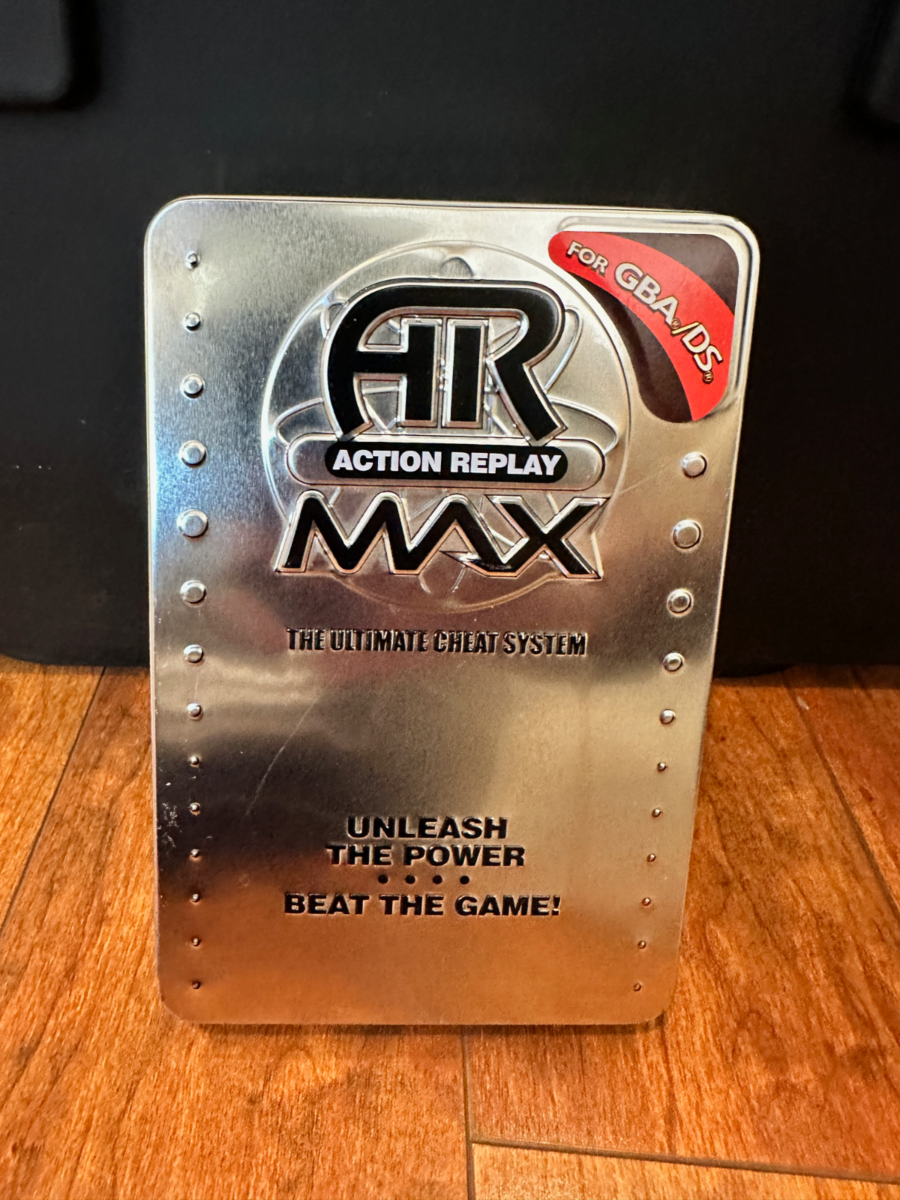 FOR GBA®/DS®
AR
ACTION REPLAY
MAX
THE ULTIMATE CHEAT SYSTEM
UNLEASH
THE POWER
• • • •
BEAT THE GAME!